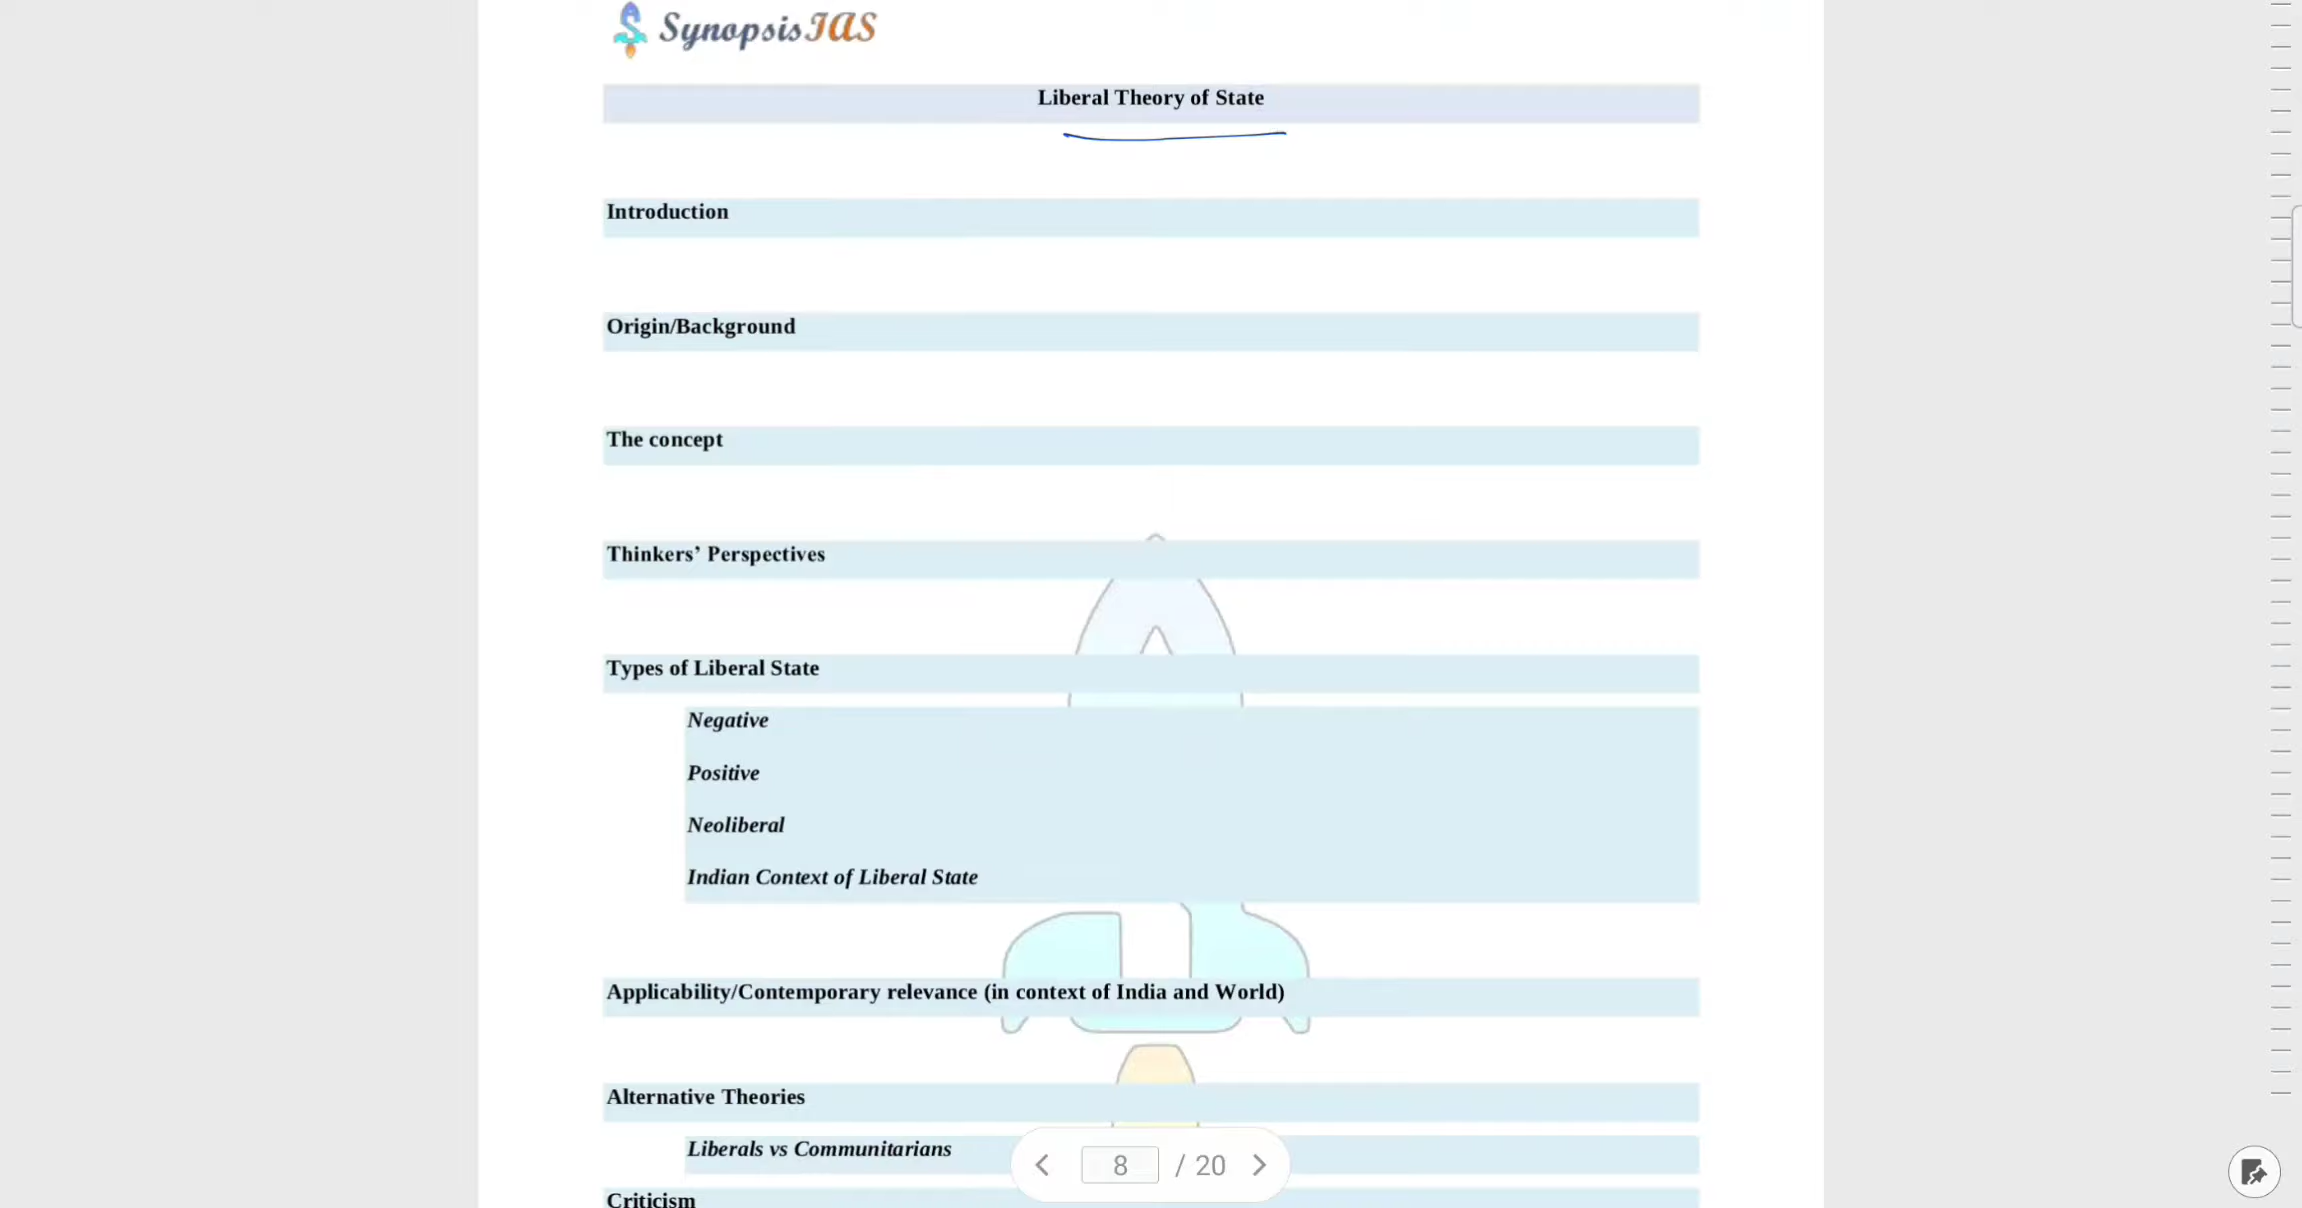 SynopsisIAS
Liberal Theory of State
Introduction
Origin/Background
The concept
Thinkers’ Perspectives
Types of Liberal State
Negative
Positive
Neoliberal
Indian Context of Liberal State
Applicability/Contemporary relevance (in context of India and World)
Alternative Theories
Liberals vs Communitarians
8 / 20
Criticism